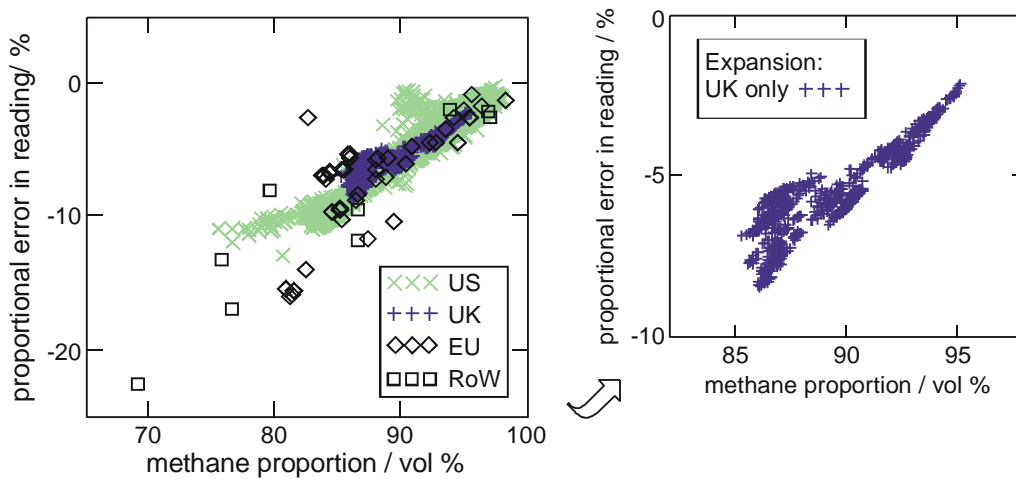 proportional error in reading/ %
0
-10
-20
70 80 90 100
methane proportion / vol %
US
UK
EU
RoW
proportional error in reading / %
-0
-5
-10
85 90 95
methane proportion / vol %
Expansion:
UK only +++